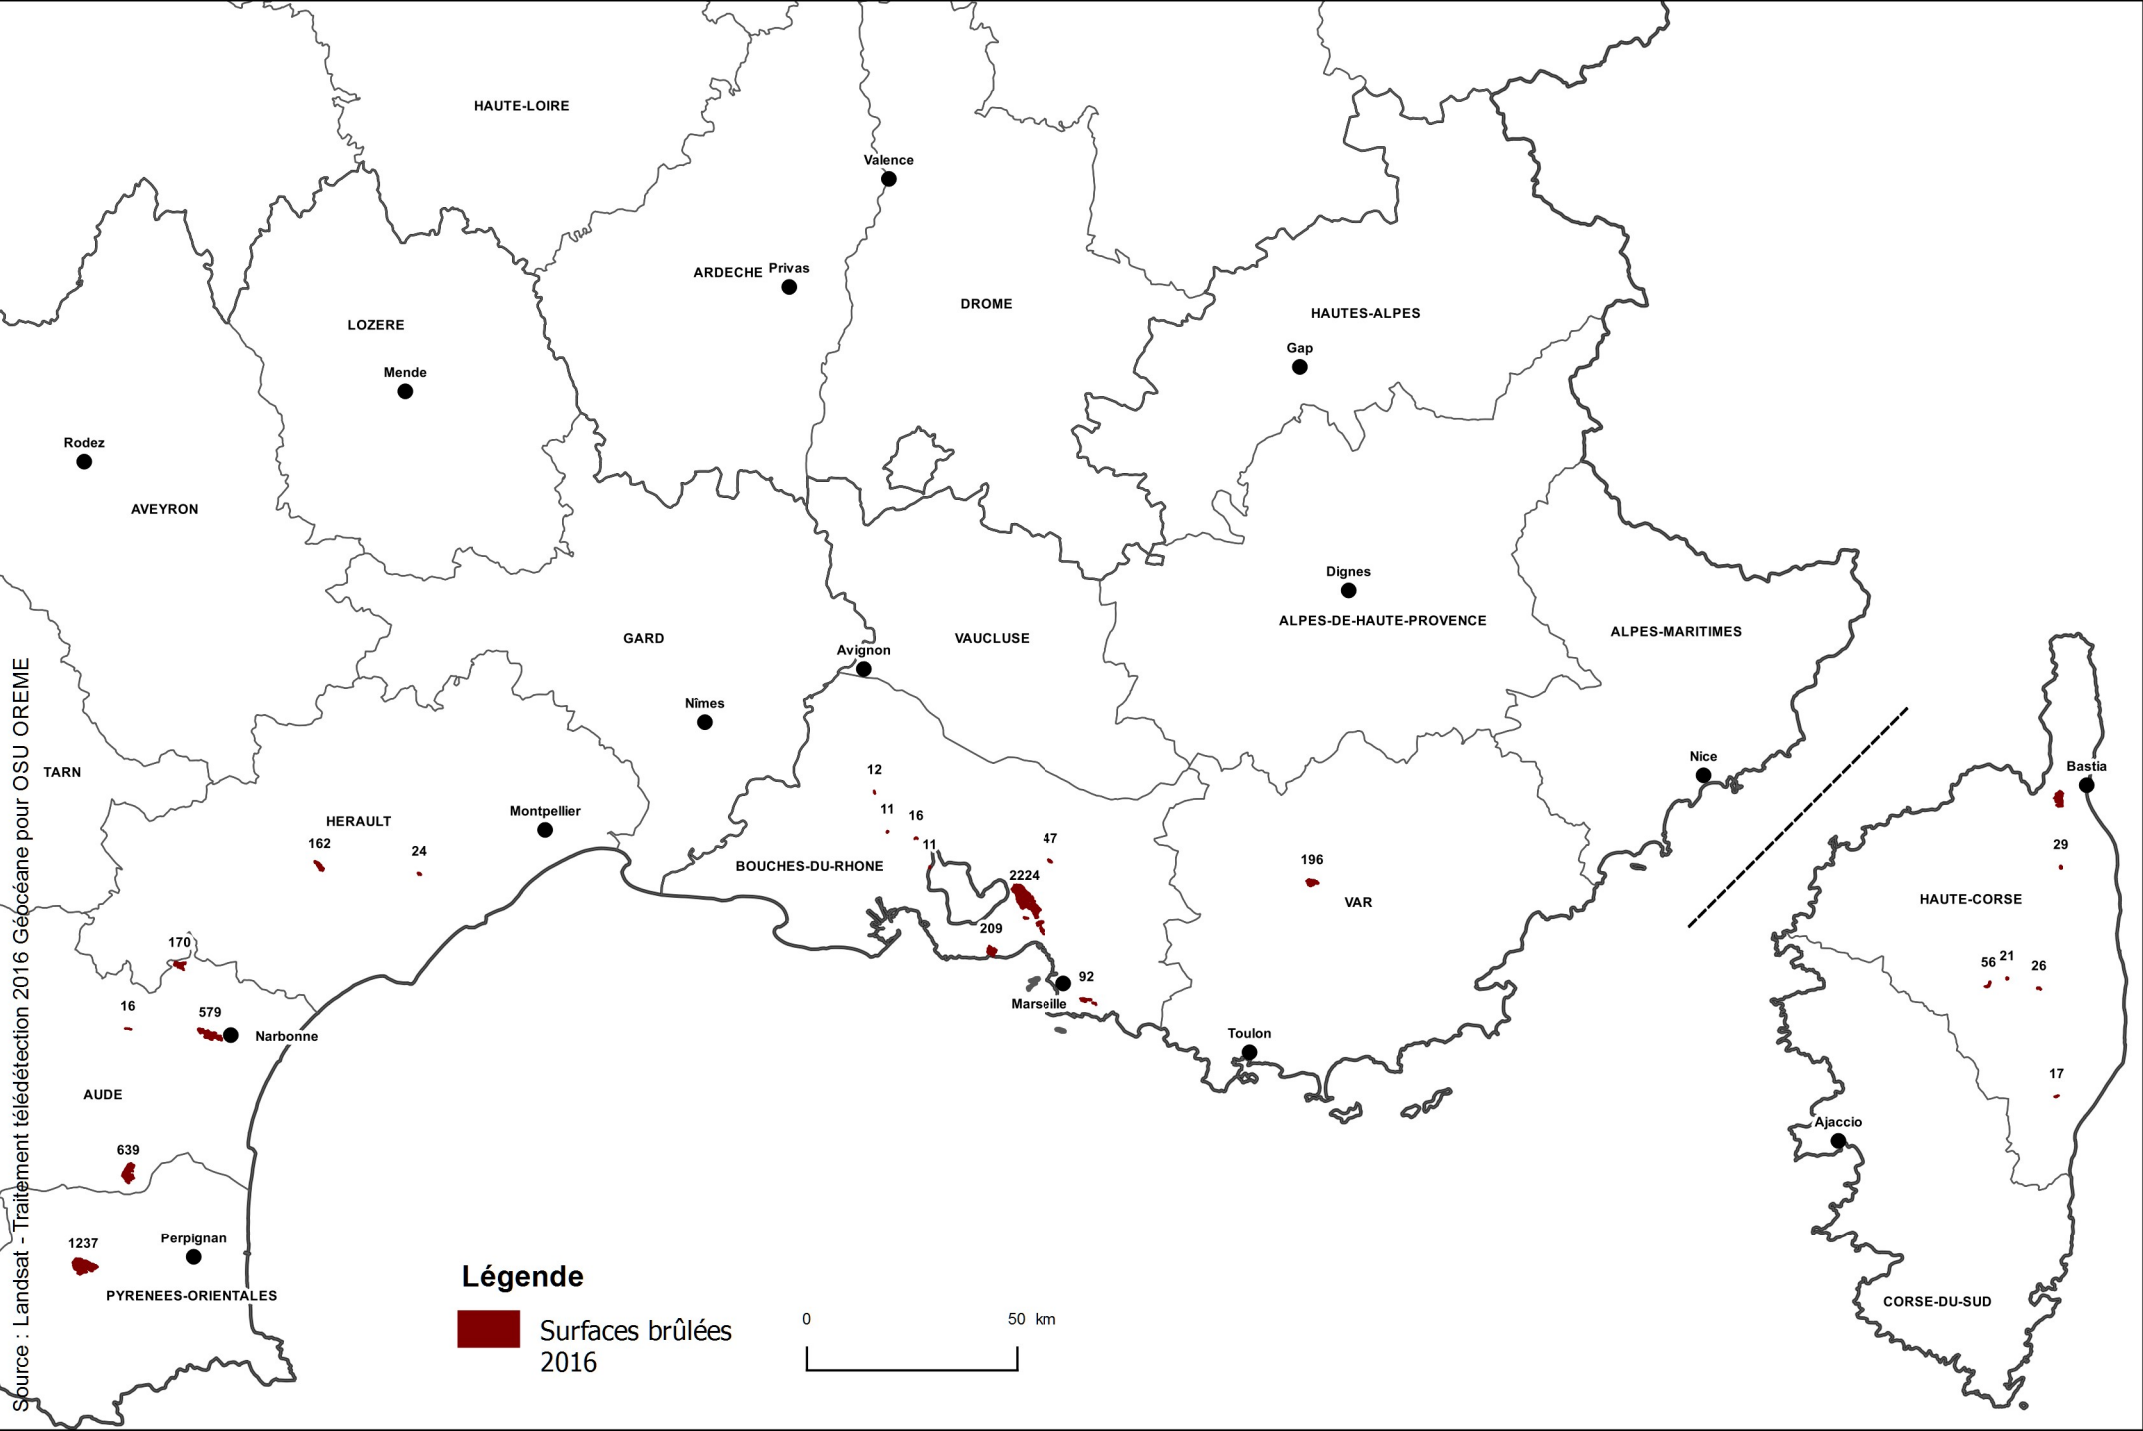 HAUTE-LOIRE
Valence
ARDECHE
Privas
DROME
HAUTES-ALPES
LOZERE
Gap
Mende
Rodez
AVEYRON
Dignes
ALPES-DE-HAUTE-PROVENCE
ALPES-MARITIMES
GARD
VAUCLUSE
Avignon
Nîmes
Nice
Bastia
TARN
12
Montpellier
11
16
HERAULT
162
24
11
47
BOUCHES-DU-RHONE
2224
196
VAR
29
HAUTE-CORSE
209
170
92
56
21
26
Marseille
16
579
Narbonne
Toulon
17
AUDE
Ajaccio
639
1237
Perpignan
PYRENEES-ORIENTALES
CORSE-DU-SUD
Légende
Surfaces brûlées
2016
0
50 km
Source : Landsat - Traitement télédétection 2016 Géocéane pour OSU OREME